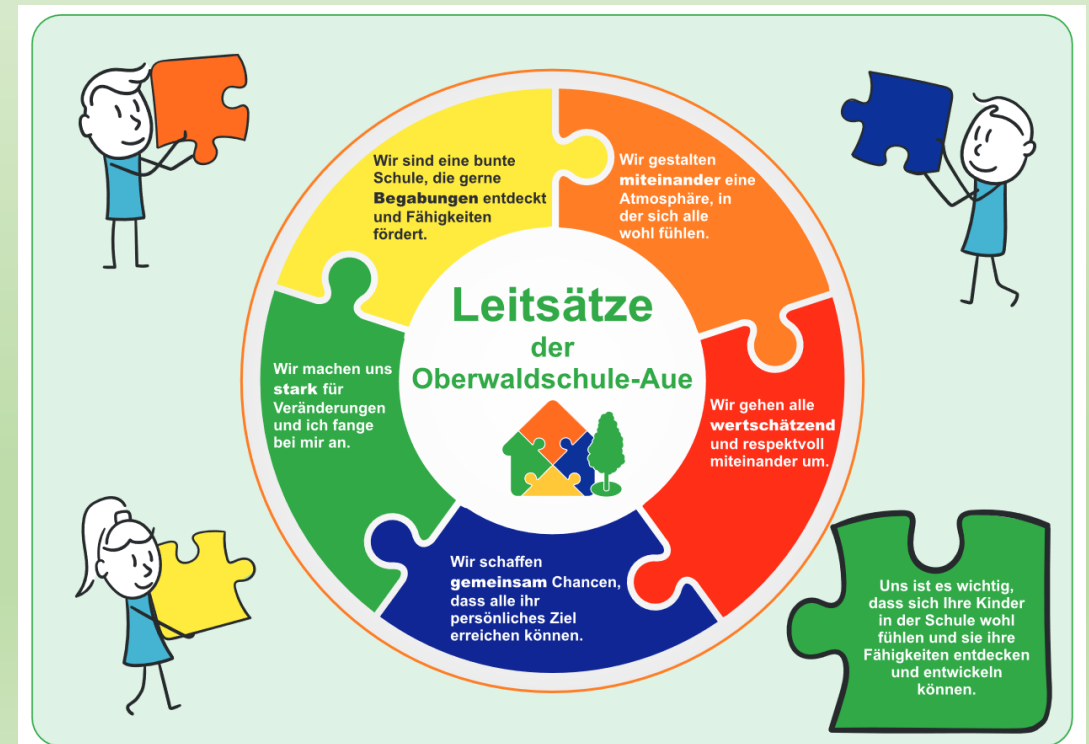 Leitsätze
der
Oberwaldschule-Aue
Wir sind eine bunte
Schule, die gerne
Begabungen entdeckt
und Fähigkeiten
fördert.
Wir gestalten
miteinander eine
Atmosphäre, in
der sich alle
wohl fühlen.
Wir gehen alle
wertschätzend
und respektvoll
miteinander um.
Wir schaffen
gemeinsam Chancen,
dass alle ihr
persönliches Ziel
erreichen können.
Wir machen uns
stark für
Veränderungen
und ich fange
bei mir an.
Uns ist es wichtig,
dass sich Ihre Kinder
in der Schule wohl
fühlen und sie ihre
Fähigkeiten entdecken
und entwickeln
können.